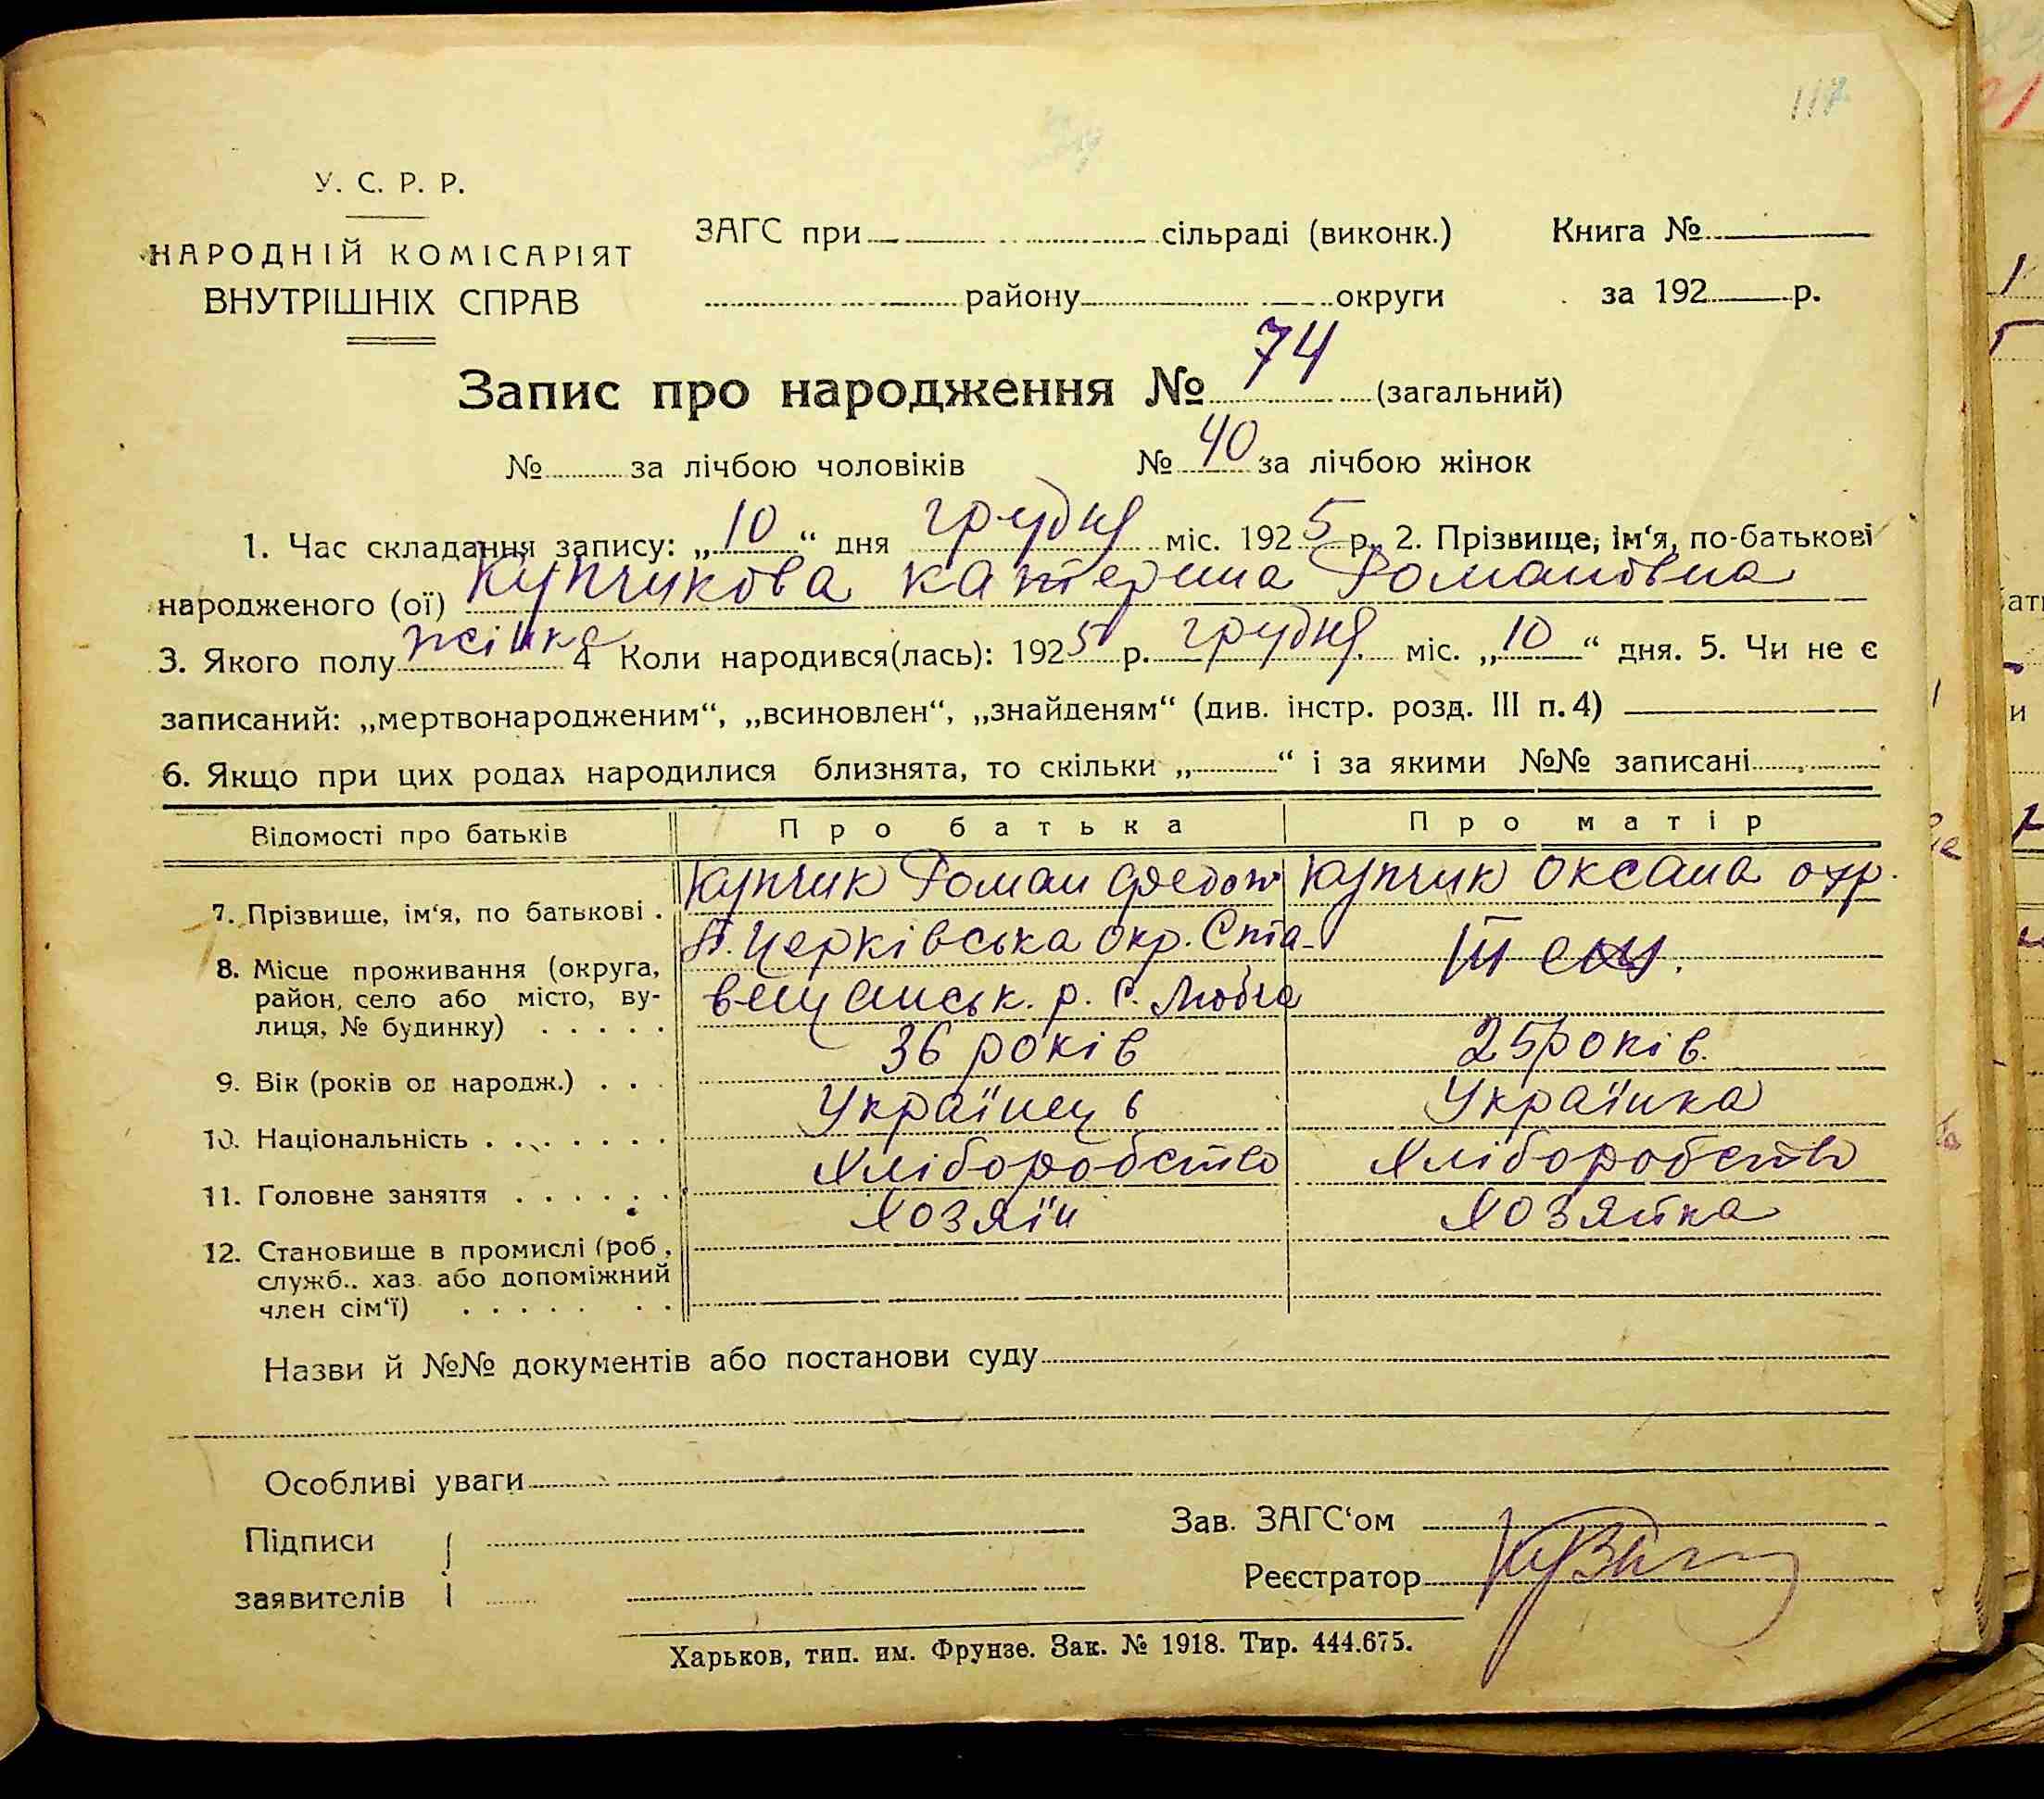 117
У. С. Р. Р.
НАРОДНІЙ КОМІСАРІЯТ
ВНУТРІШНІХ СПРАВ
ЗАГС при сільраді (виконк.)
району округи
Книга №
за 192 р.
Запис про народження № 74 (загальний)
№ за лічбою чоловіків № 40 за лічбою жінок
1. Час складання запису: „10“ дня грудня міс. 1925 р. 2. Прізвище, ім‘я, по-батькові
народженого (ої) Купчикова Катерина Романовна
3. Якого полу жінка 4 Коли народився(лась): 1925 р. грудня міс. „10“ дня. 5. Чи не є
записаний: „мертвонародженим“, „всиновлен“, „знайденям“ (див. інстр. розд. III п. 4)
6. Якщо при цих родах народилися близнята, то скільки „ “ і за якими №№ записані
Відомості про батьків Про батька Про матір
7. Прізвище, ім‘я, по батькові . Купчик Роман Федот Купчик Оксана охр.
8. Місце проживання (округа, район, село або місто, вулиця, № будинку) . . . . .
Б. Церківська окр. Ста-
вещанськ. р. с.
9. Вік (років од народж.) . . . 36 років 25 років.
10. Національність . . . . . . . Українець Українка
11. Головне заняття . . . . . . Хліборобство Хліборобство
12. Становище в промислі (роб., служб., хаз. або допоміжний член сім‘ї) . . . . . . . Хозяїн Хозяйка
Назви й №№ документів або постанови суду
Особливі уваги
Підписи
заявителів
Зав. ЗАГС‘ом
Реєстратор
Харьков, тип. им. Фрунзе. Зак. № 1918. Тир. 444.675.